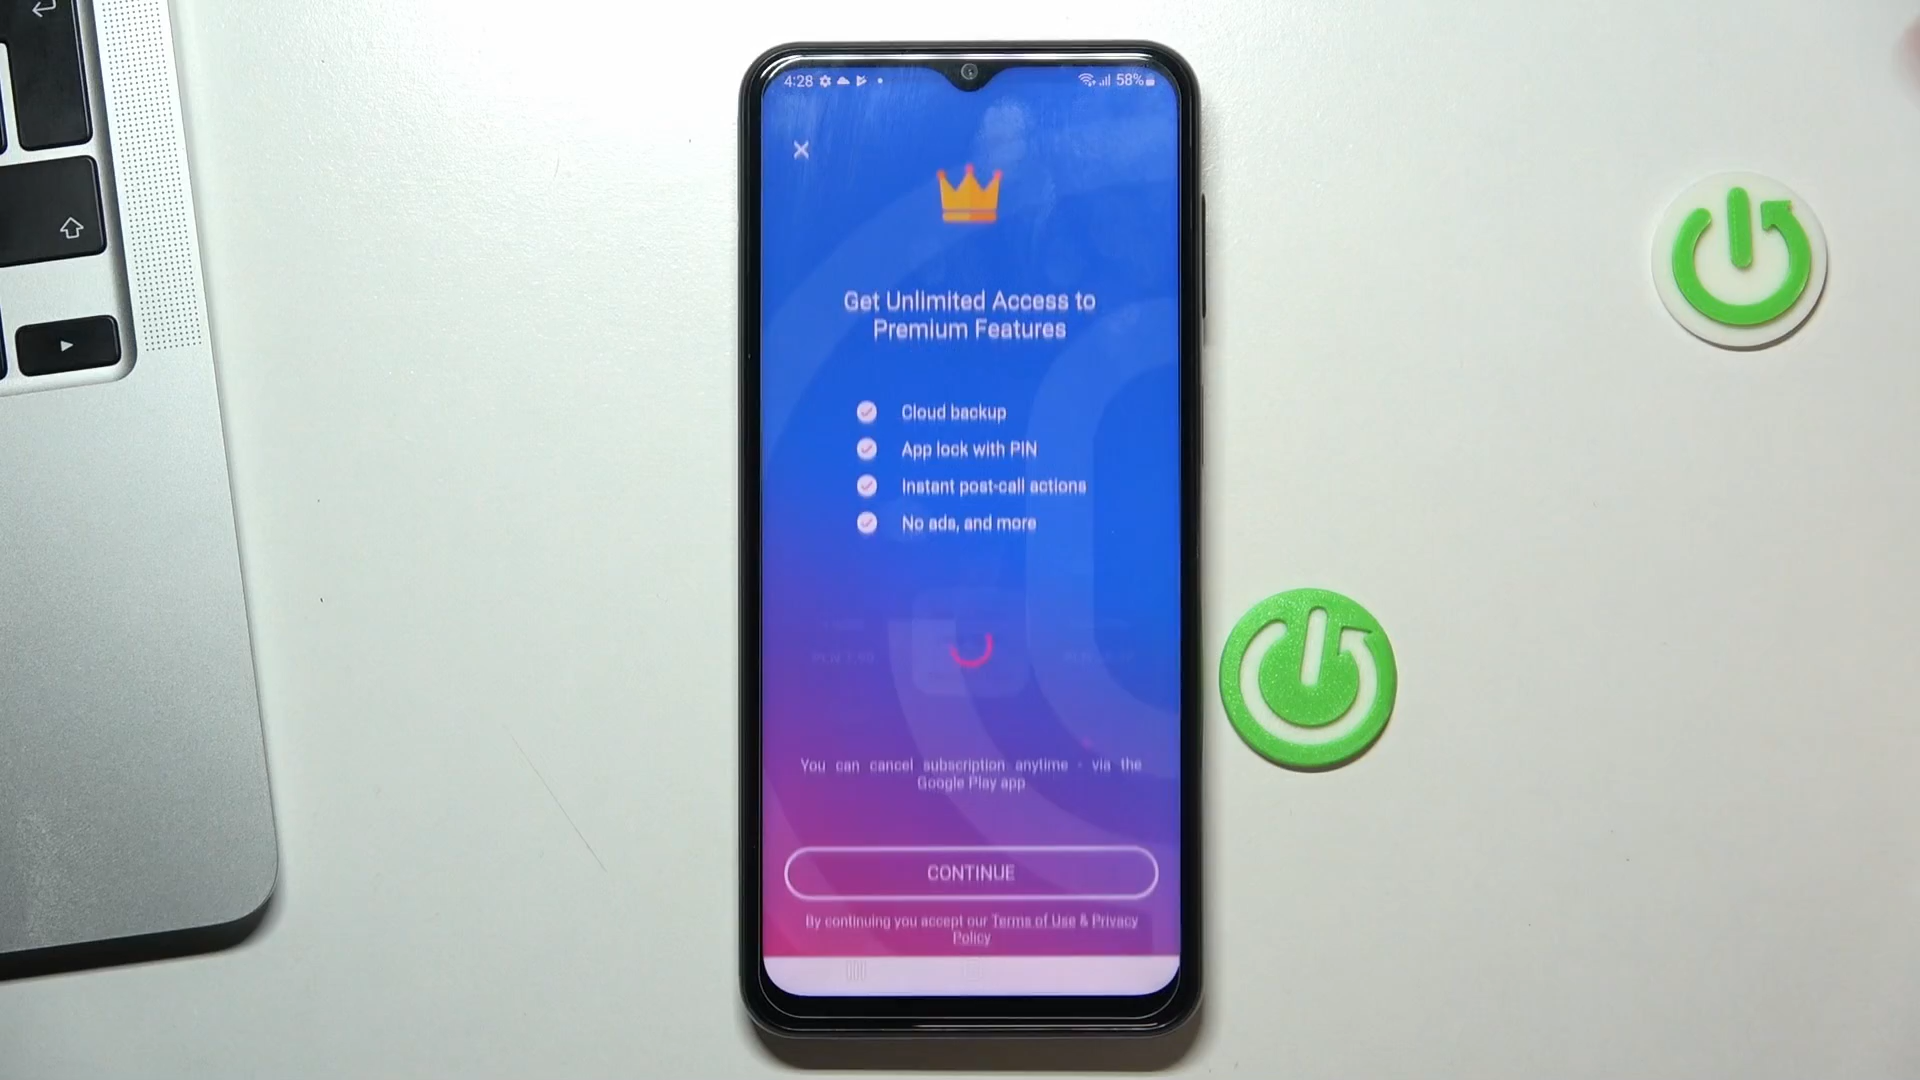 4:28
58%
Get Unlimited Access to
Premium Features
Cloud backup
App lock with PIN
Instant post-call actions
No ads, and more
You can cancel subscription anytime - via the
Google Play app
CONTINUE
By continuing you accept our Terms of Use & Privacy
Policy